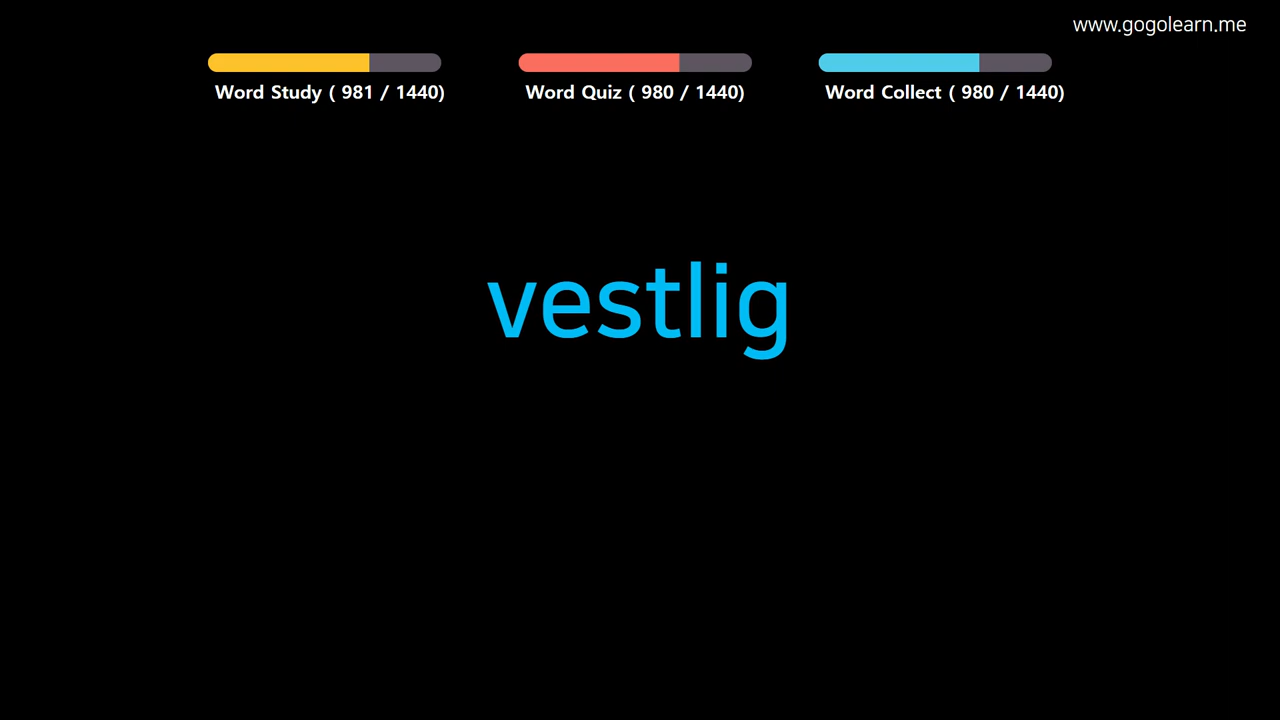 www.gogolearn.me
Word Study ( 981 / 1440)
Word Quiz ( 980 / 1440)
Word Collect ( 980 / 1440)
vestlig